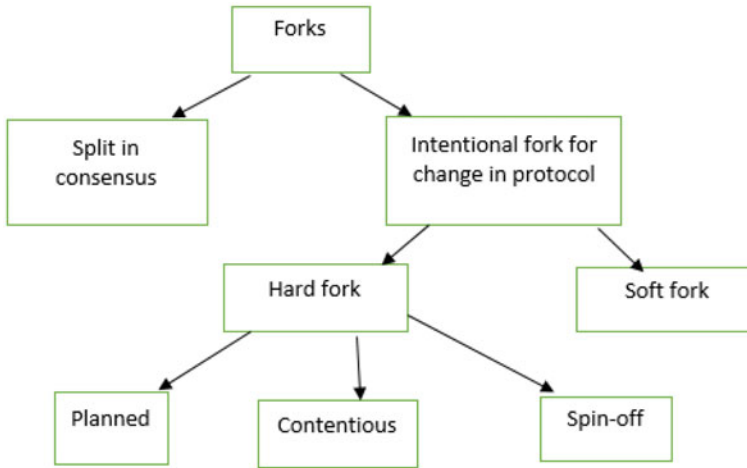 Forks
Split in
consensus
Intentional fork for
change in protocol
Hard fork
Soft fork
Planned
Contentious
Spin-off